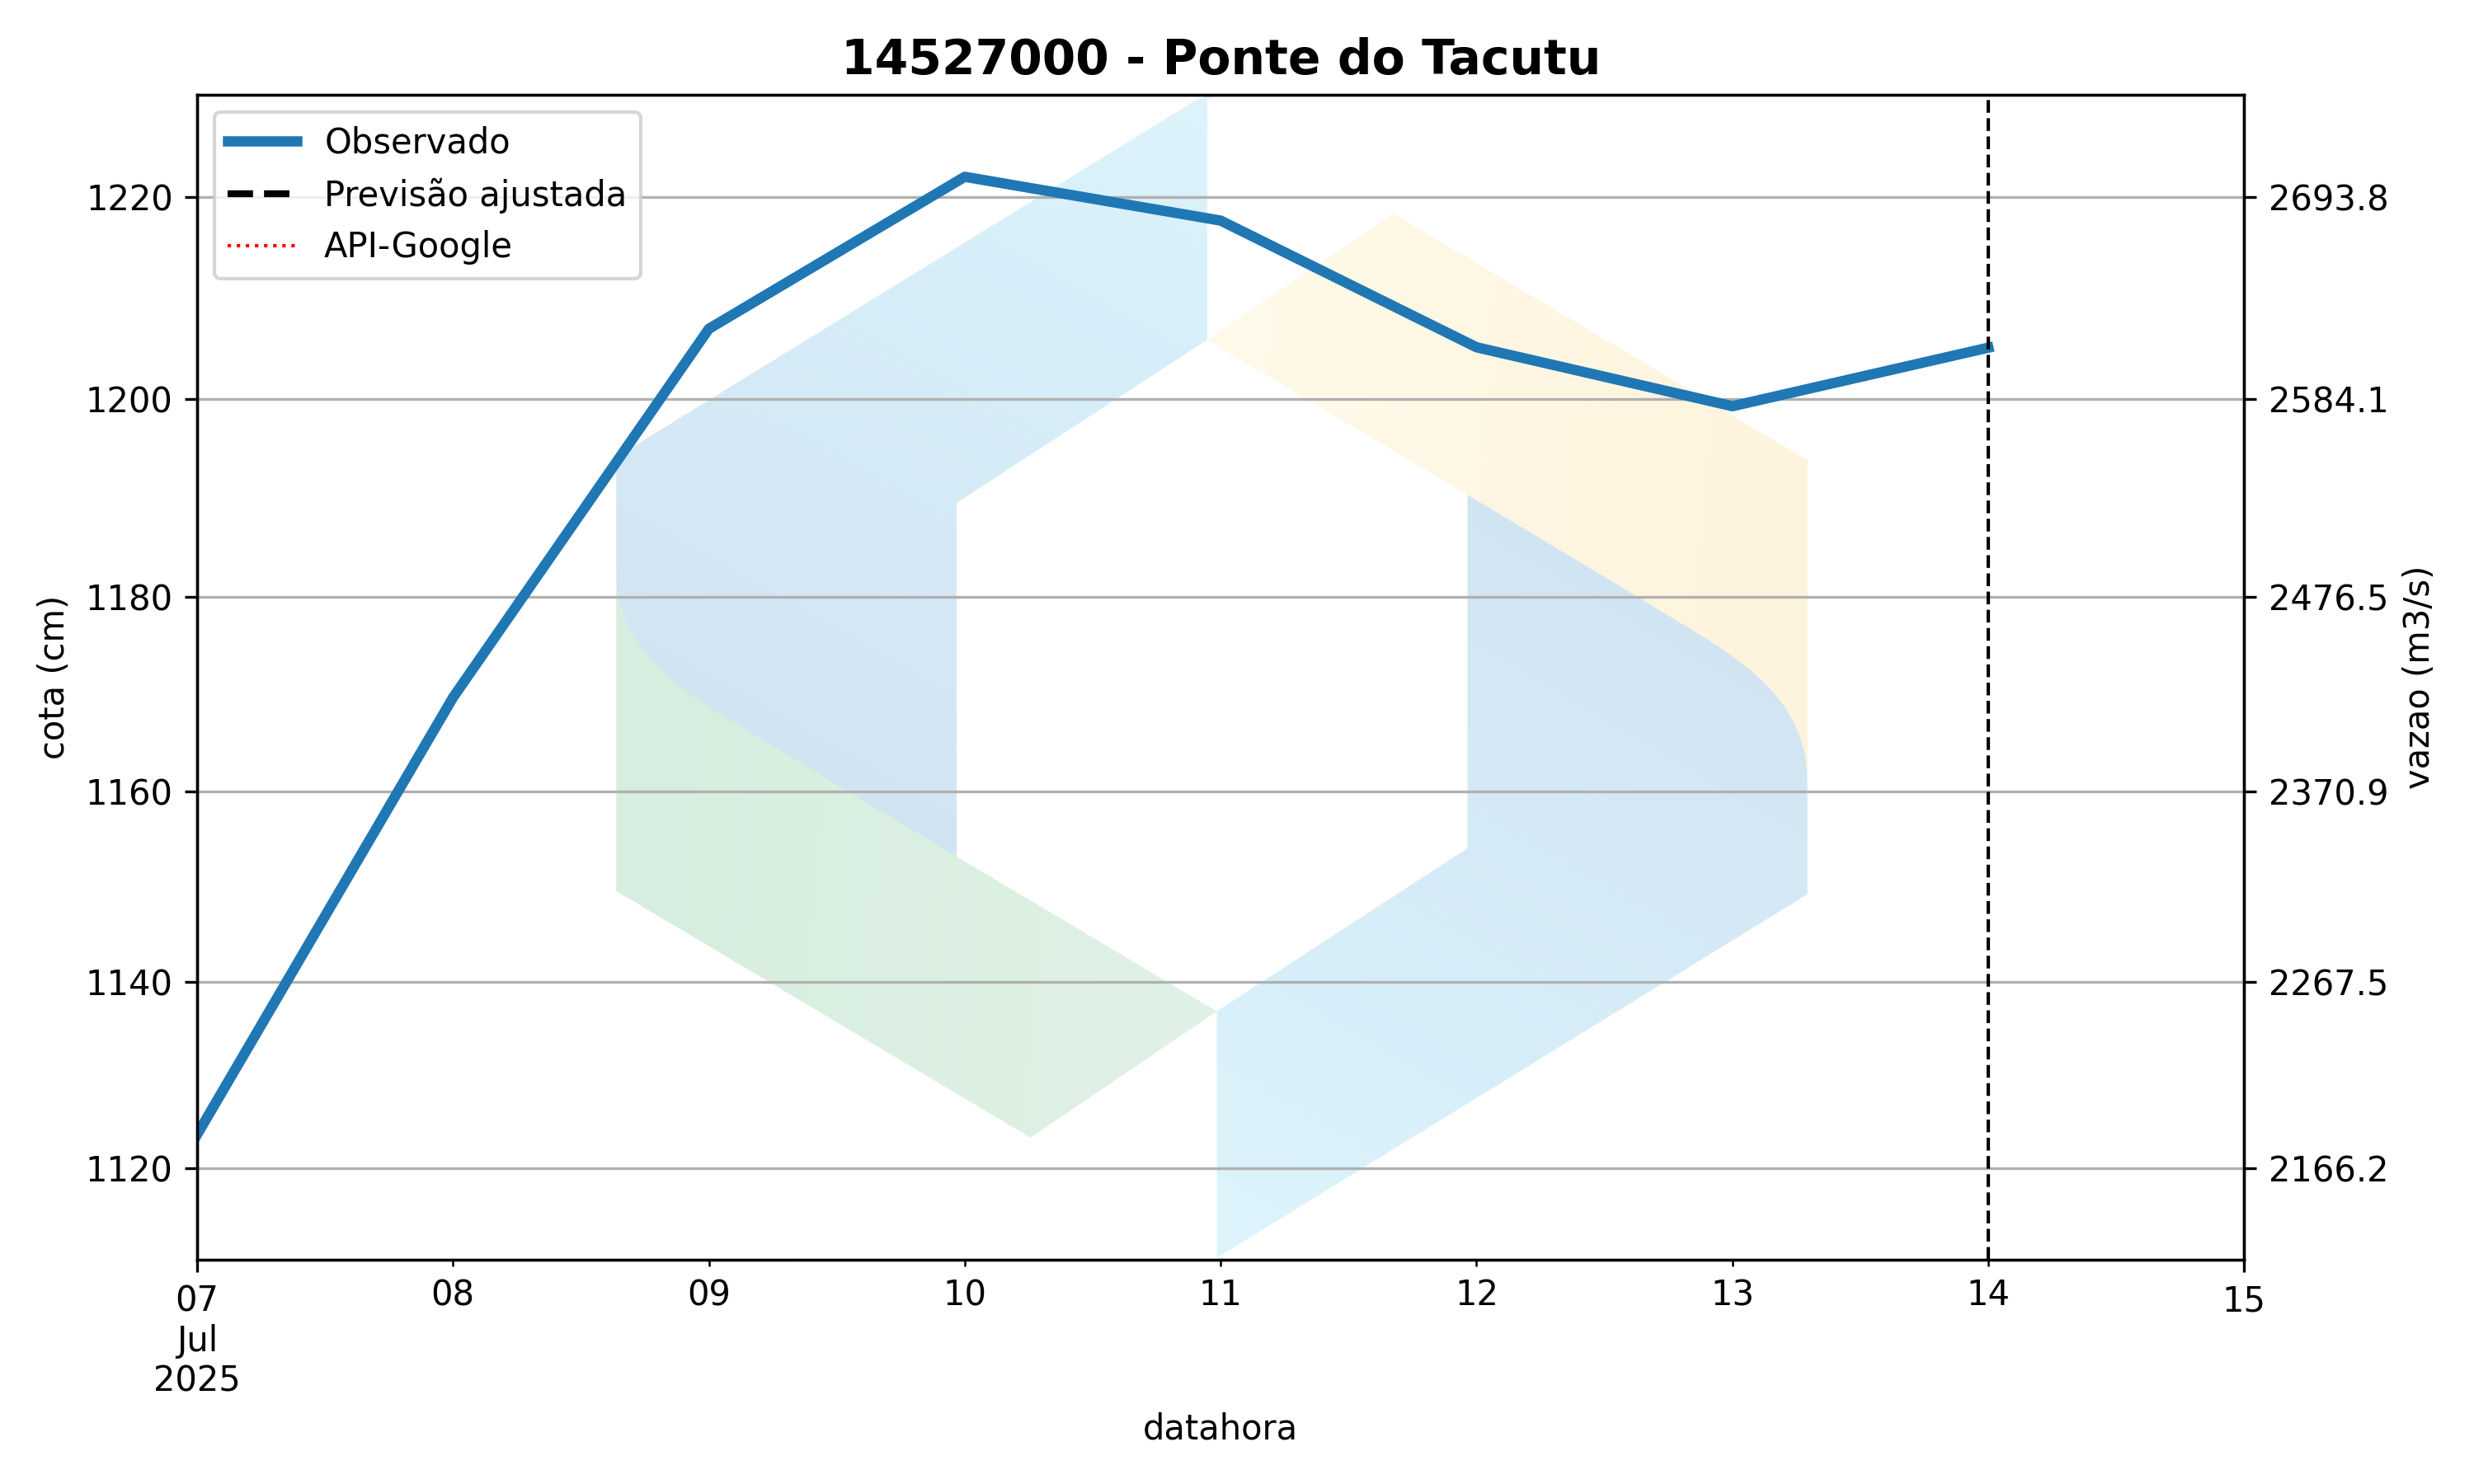 14527000 - Ponte do Tacutu
Observado
Previsão ajustada
API-Google
1220
1200
1180
1160
1140
1120
cota (cm)
2693.8
2584.1
2476.5
2370.9
2267.5
2166.2
vazao (m3/s)
07 08 09 10 11 12 13 14 15
Jul
2025
datahora